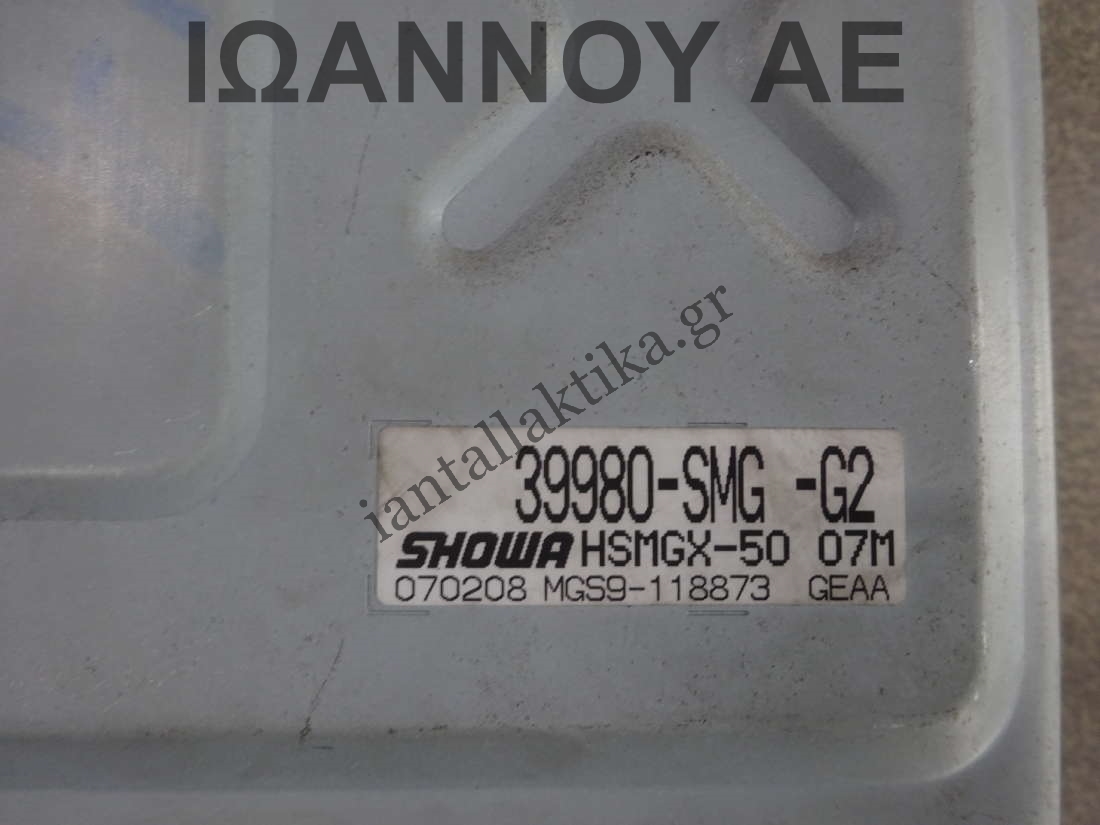 ΙΩΑΝΝΟΥ ΑΕ
iantallaktika.gr
39980-SMG -G2
SHOWA HSMGX-50 07M
070208 MGS9-118873 GEAA